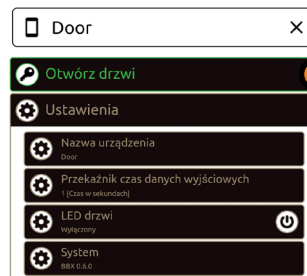 Door
Otwórz drzwi
Ustawienia
Nazwa urządzenia
Door
Przekaźnik czas danych wyjściowych
1 [Czas w sekundach]
LED drzwi
Wyłączony
System
BBX 0.6.0